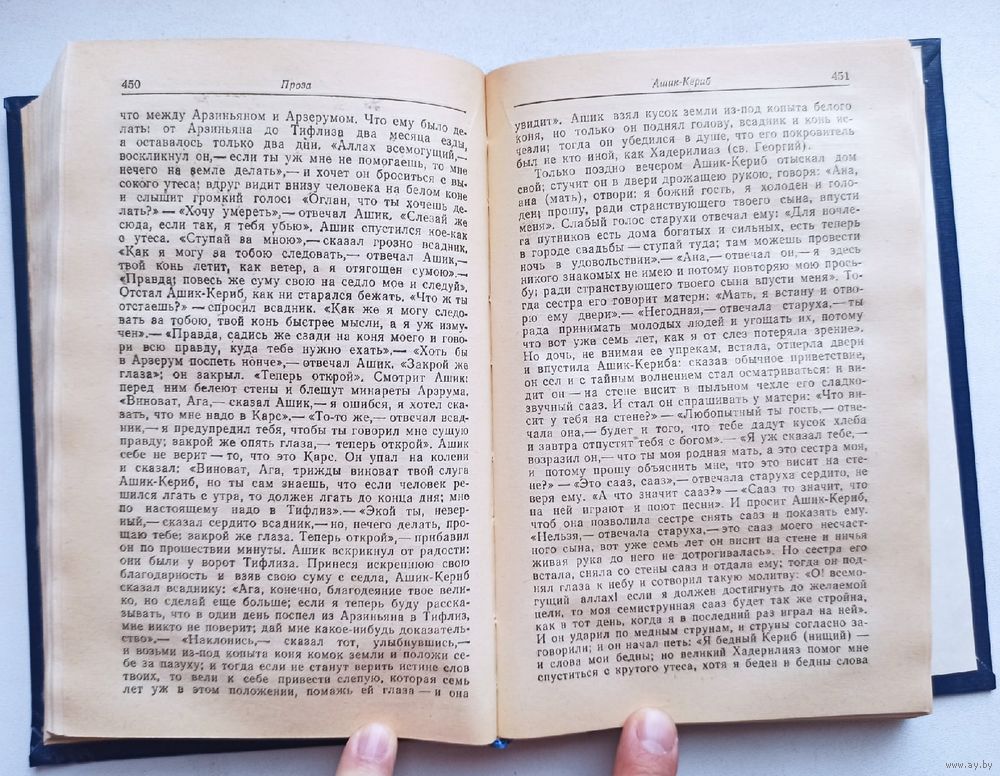 450
Проза
что между Арзиньяном и Арзерумом. Что ему было де-
лать: от Арзиньяна до Тифлиза два месяца езды,
а оставалось только два дни. «Аллах всемогущий,—
воскликнул он,— если ты уж мне не помогаешь, то мне
нечего на земле делать»,— и хочет он броситься с вы-
сокого утеса; вдруг видит внизу человека на белом коне
и слышит громкий голос: «Оглан, что ты хочешь де-
лать?» — «Хочу умереть»,— отвечал Ашик. «Слезай же
сюда, если так, я тебя убью». Ашик спустился кое-как
с утеса. «Ступай за мною»,— сказал грозно всадник.
«Как я могу за тобою следовать,— отвечал Ашик,—
твой конь летит, как ветер, а я отягощен сумою».—
«Правда; повесь же суму свою на седло мое и следуй».
Отстал Ашик-Кериб, как ни старался бежать. «Что ж ты
отстаешь?» — спросил всадник. «Как же я могу следо-
вать за тобою, твой конь быстрее мысли, а я уж изму-
чен».— «Правда, садись же сзади на коня моего и гово-
ри всю правду, куда тебе нужно ехать».— «Хоть бы
в Арзерум поспеть нонче»,— отвечал Ашик. «Закрой же
глаза»; он закрыл. «Теперь открой». Смотрит Ашик:
перед ним белеют стены и блещут минареты Арзрума.
«Виноват, Ага,— сказал Ашик,— я ошибся, я хотел ска-
зать, что мне надо в Карс».— «То-то же,— отвечал всад-
ник,— я предупредил тебя, чтобы ты говорил мне сущую
правду; закрой же опять глаза,— теперь открой». Ашик
себе не верит — то, что это Карс. Он упал на колени
и сказал: «Виноват, Ага, трижды виноват твой слуга
Ашик-Кериб, но ты сам знаешь, что если человек ре-
шился лгать с утра, то должен лгать до конца дня: мне
по настоящему надо в Тифлиз».— «Экой ты, невер-
ный,— сказал сердито всадник,— но, нечего делать, про-
щаю тебе: закрой же глаза. Теперь открой»,— прибавил
он по прошествии минуты. Ашик вскрикнул от радости:
они были у ворот Тифлиза. Принеся искреннюю свою
благодарность и взяв свою суму с седла, Ашик-Кериб
сказал всаднику: «Ага, конечно, благодеяние твое вели-
ко, но сделай еще больше; если я теперь буду расска-
зывать, что в один день поспел из Арзиньяна в Тифлиз,
мне никто не поверит; дай мне какое-нибудь доказатель-
ство».— «Наклонись,— сказал тот, улыбнувшись,—
и возьми из-под копыта коня комок земли и положи се-
бе за пазуху; и тогда если не станут верить истине слов
твоих, то вели к себе привести слепую, которая семь
лет уж в этом положении, помажь ей глаза — и она
Ашик-Кериб
451
увидит». Ашик взял кусок земли из-под копыта белого
коня, но только он поднял голову, всадник и конь ис-
чезли; тогда он убедился в душе, что его покровитель
был не кто иной, как Хадерилиаз (св. Георгий).
Только поздно вечером Ашик-Кериб отыскал дом
свой; стучит он в двери дрожащею рукою, говоря: «Ана,
ана (мать), отвори: я божий гость, я холоден и голо-
ден; прошу, ради странствующего твоего сына, впусти
меня». Слабый голос старухи отвечал ему: «Для ночле-
га путников есть дома богатых и сильных, есть теперь
в городе свадьбы — ступай туда; там можешь провести
ночь в удовольствии».— «Ана,— отвечал он,— я здесь
никого знакомых не имею и потому повторяю мою прось-
бу; ради странствующего твоего сына впусти меня». То-
гда сестра его говорит матери: «Мать, я встану и отво-
рю ему двери».— «Негодная,— отвечала старуха,— ты
рада принимать молодых людей и угощать их, потому
что вот уже семь лет, как я от слез потеряла зрение».
Но дочь, не внимая ее упрекам, встала, отперла двери
и впустила Ашик-Кериба: сказав обычное приветствие,
он сел и с тайным волнением стал осматриваться: и ви-
дит он — на стене висит в пыльном чехле его сладко-
звучный сааз. И стал он спрашивать у матери: «Что ви-
сит у тебя на стене?» — «Любопытный ты гость,— отве-
чала она,— будет и того, что тебе дадут кусок хлеба
и завтра отпустят тебя с богом».— «Я уж сказал тебе,—
возразил он,— что ты моя родная мать, а это сестра моя,
и потому прошу объяснить мне, что это висит на сте-
не?» — «Это сааз, сааз»,— отвечала старуха сердито, не
веря ему. «А что значит сааз?» — «Сааз то значит, что
на ней играют и поют песни». И просит Ашик-Кериб,
чтоб она позволила сестре снять сааз и показать ему.
«Нельзя,— отвечала старуха,— это сааз моего несчаст-
ного сына, вот уже семь лет он висит на стене и ничья
живая рука до него не дотрогивалась». Но сестра его
встала, сняла со стены сааз и отдала ему; тогда он под-
нял глаза к небу и сотворил такую молитву: «О! всемо-
гущий аллах! если я должен достигнуть до желаемой
цели, то моя семиструнная сааз будет так же стройна,
как в тот день, когда я в последний раз играл на ней».
И он ударил по медным струнам, и струны согласно за-
говорили; и он начал петь: «Я бедный Кериб (нищий) —
и слова мои бедны; но великий Хадерилиаз помог мне
спуститься с крутого утеса, хотя я беден и бедны слова
www.ay.by